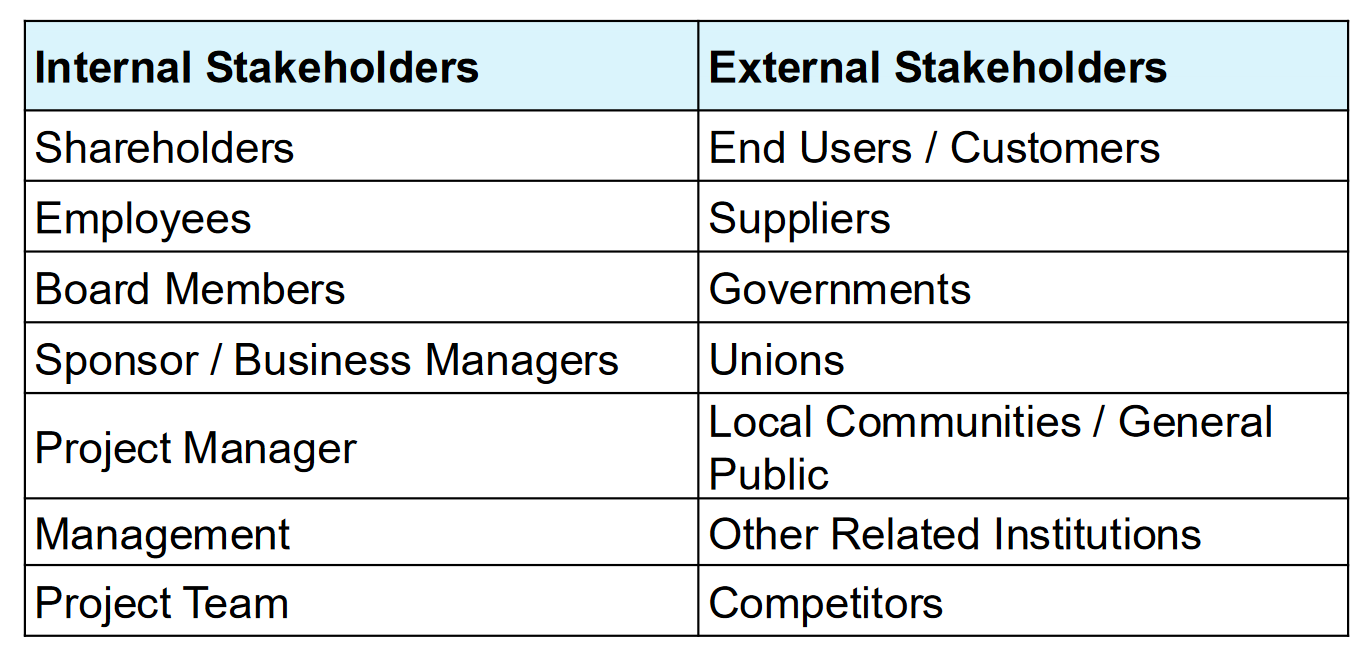 Internal Stakeholders
External Stakeholders
Shareholders
End Users / Customers
Employees
Suppliers
Board Members
Governments
Sponsor / Business Managers
Unions
Project Manager
Local Communities / General
Public
Management
Other Related Institutions
Project Team
Competitors